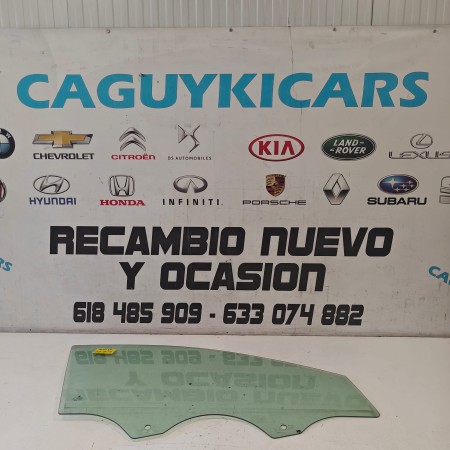 CAGUYKICARS
CHEVROLET CITROËN DS AUTOMOBILES KIA LAND-ROVER LEXUS
HYUNDAI HONDA INFINITI PORSCHE RENAULT SUBARU
RECAMBIO NUEVO
Y OCASION
618 485 909 - 633 074 882